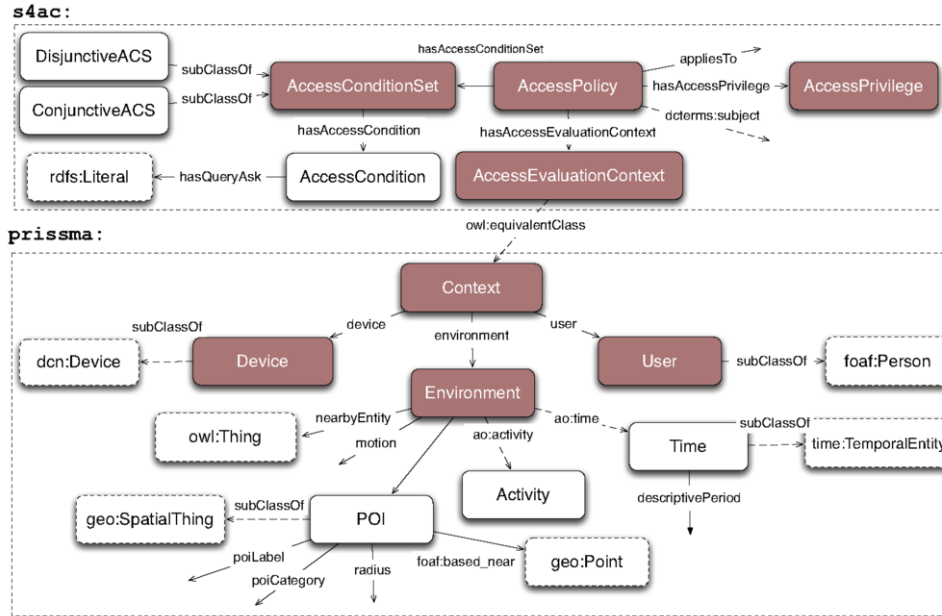 s4ac:
DisjunctiveACS
subClassOf
ConjunctiveACS
subClassOf
AccessConditionSet
hasAccessConditionSet
AccessPolicy
appliesTo
hasAccessPrivilege
AccessPrivilege
dcterms:subject
hasAccessCondition
hasAccessEvaluationContext
rdfs:Literal
hasQueryAsk
AccessCondition
AccessEvaluationContext
owl:equivalentClass
prissma:
Context
subClassOf
device
environment
user
dcn:Device
Device
User
subClassOf
foaf:Person
Environment
nearbyEntity
ao:time
subClassOf
owl:Thing
motion
ao:activity
Time
time:TemporalEntity
descriptivePeriod
Activity
geo:SpatialThing
subClassOf
POI
poiLabel
poiCategory
radius
foaf:based_near
geo:Point